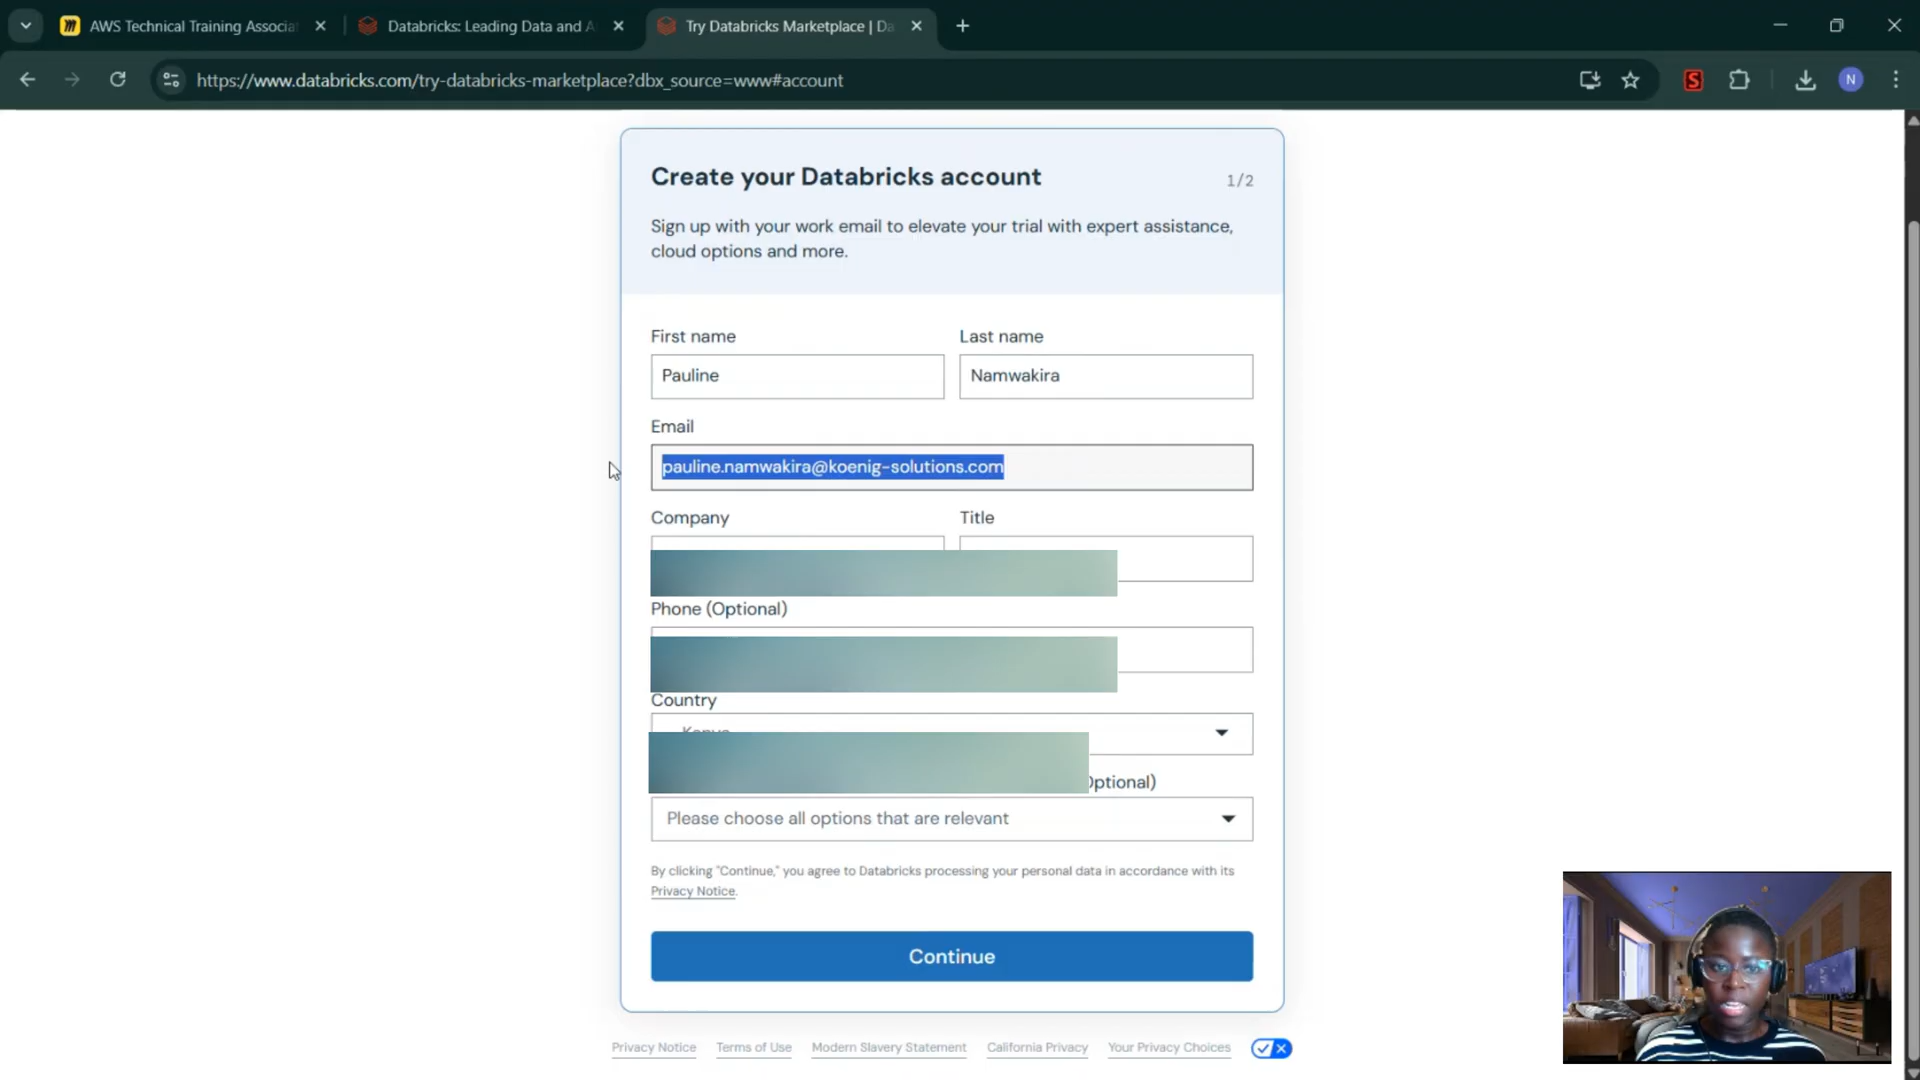 AWS Technical Training Associa
Databricks: Leading Data and A
Try Databricks Marketplace | Da
https://www.databricks.com/try-databricks-marketplace?dbx_source=www#account
S
N
Create your Databricks account
1/2
Sign up with your work email to elevate your trial with expert assistance,
cloud options and more.
First name
Last name
Pauline
Namwakira
Email
pauline.namwakira@koenig-solutions.com
Company
Title
Phone (Optional)
Country
Optional)
Please choose all options that are relevant
By clicking "Continue," you agree to Databricks processing your personal data in accordance with its
Privacy Notice.
Continue
Privacy Notice
Terms of Use
Modern Slavery Statement
California Privacy
Your Privacy Choices